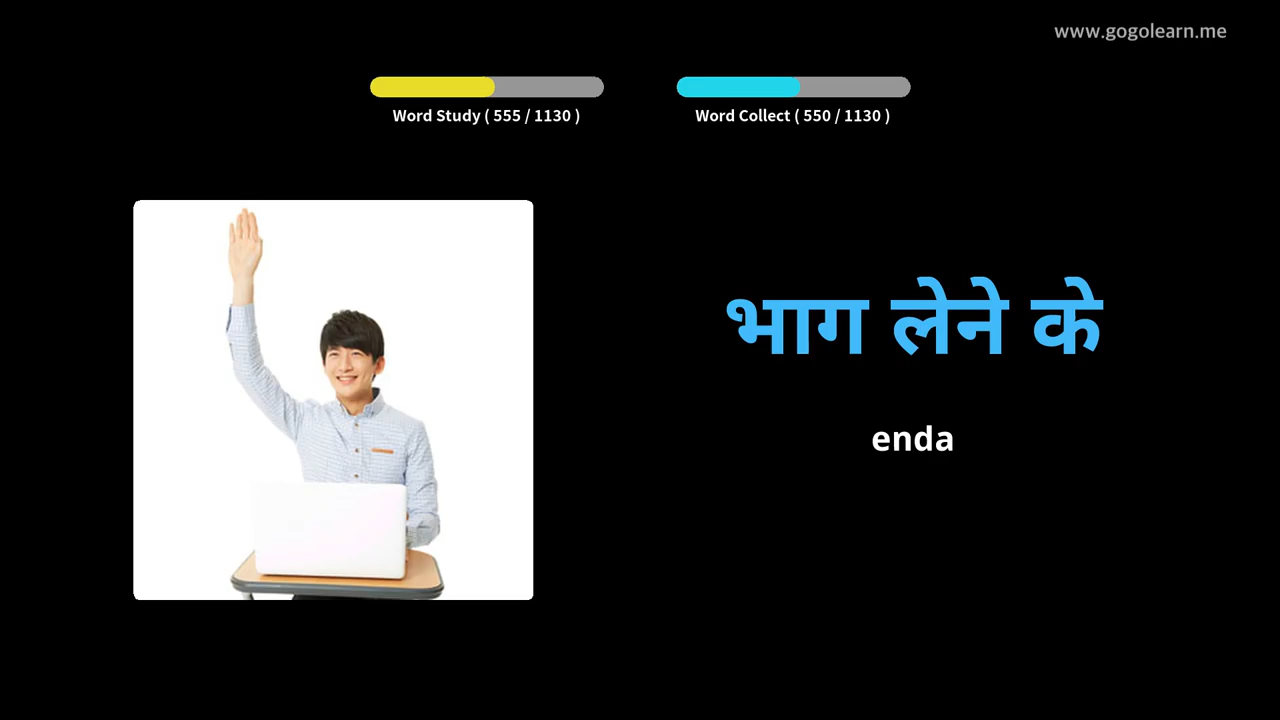 www.gogolearn.me
Word Study ( 555 / 1130 )
Word Collect ( 550 / 1130 )
भाग लेने के
enda